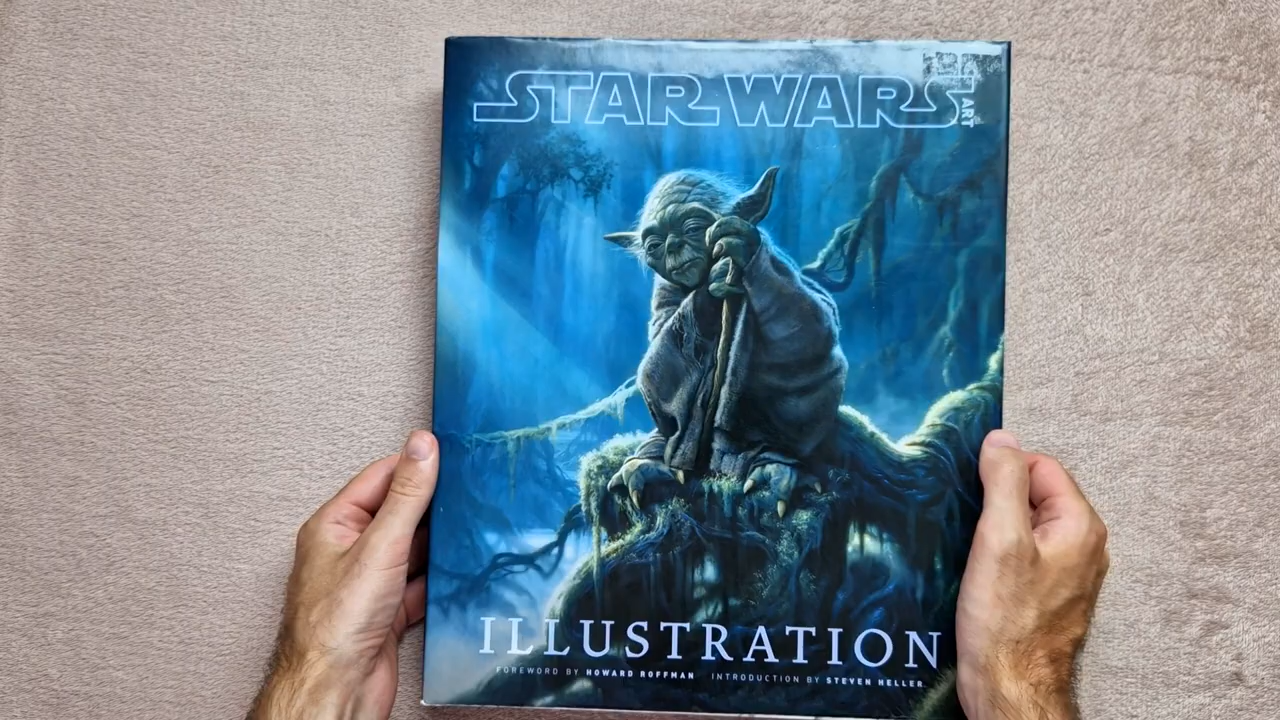 STAR WARS
ART
ILLUSTRATION
FOREWORD BY HOWARD ROFFMAN INTRODUCTION BY STEVEN HELLER